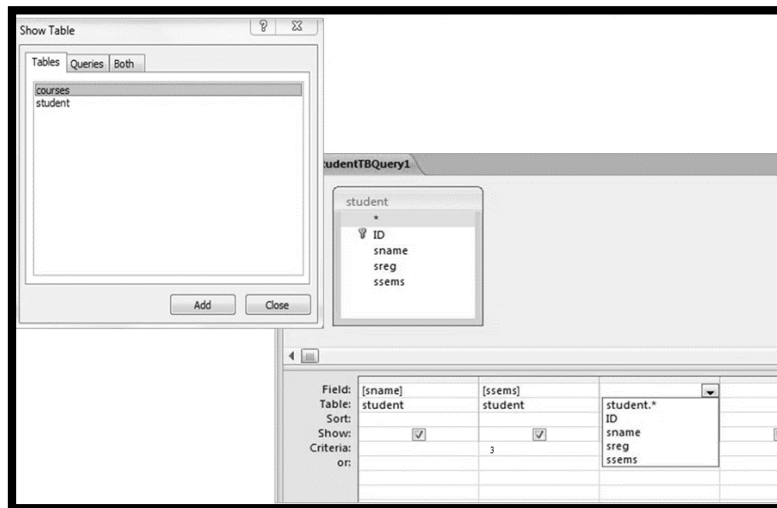 Show Table
Tables Queries Both
courses
student
Add Close
tudentTBQuery1
student
*
ID
sname
sreg
ssems
Field: [sname] [ssems]
Table: student student
Sort:
Show:
Criteria: 3
or:
student.*
ID
sname
sreg
ssems